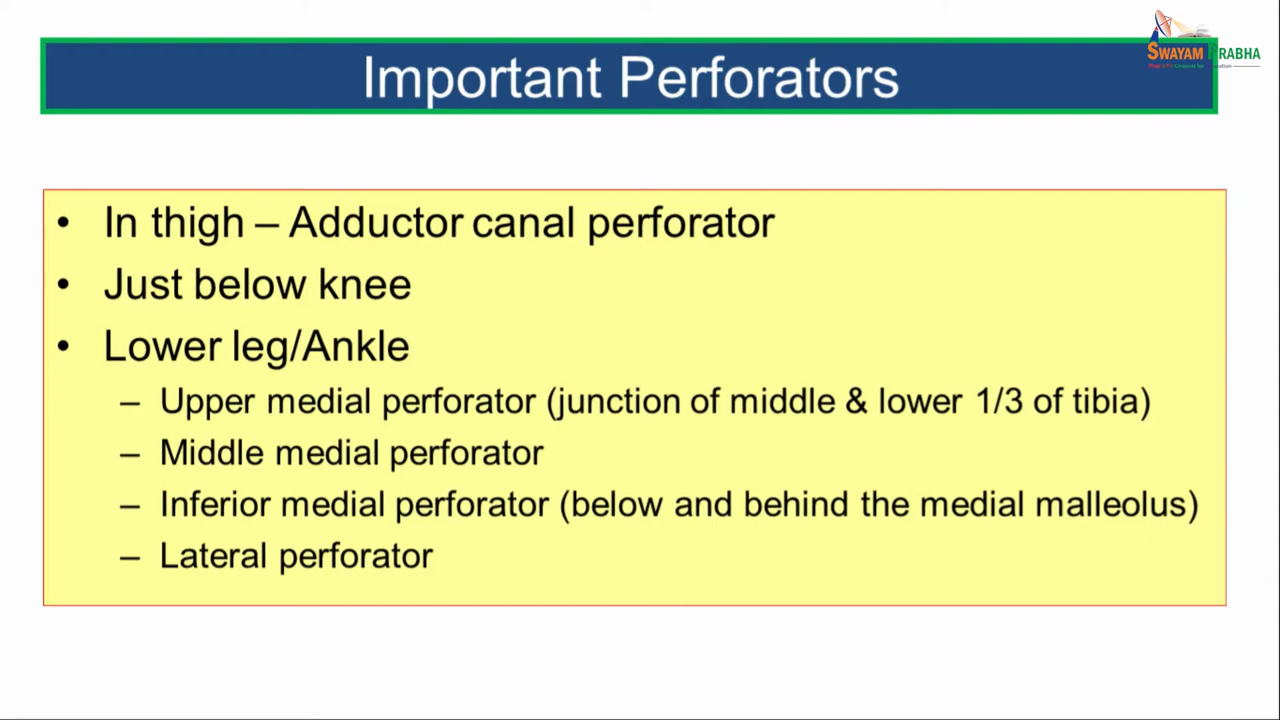 SWAYAM PRABHA
Important Perforators
• In thigh – Adductor canal perforator
• Just below knee
• Lower leg/Ankle
– Upper medial perforator (junction of middle & lower 1/3 of tibia)
– Middle medial perforator
– Inferior medial perforator (below and behind the medial malleolus)
– Lateral perforator